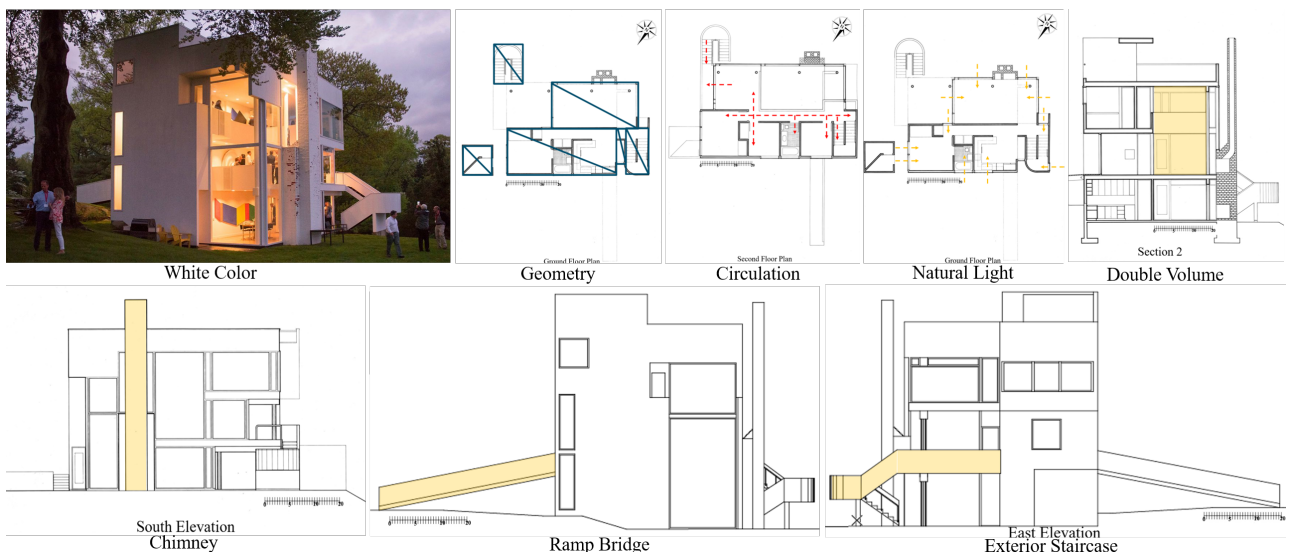 Ground Floor Plan
Second Floor Plan
Ground Floor Plan
Section 2
White Color
Geometry
Circulation
Natural Light
Double Volume
South Elevation
Chimney
Ramp Bridge
East Elevation
Exterior Staircase